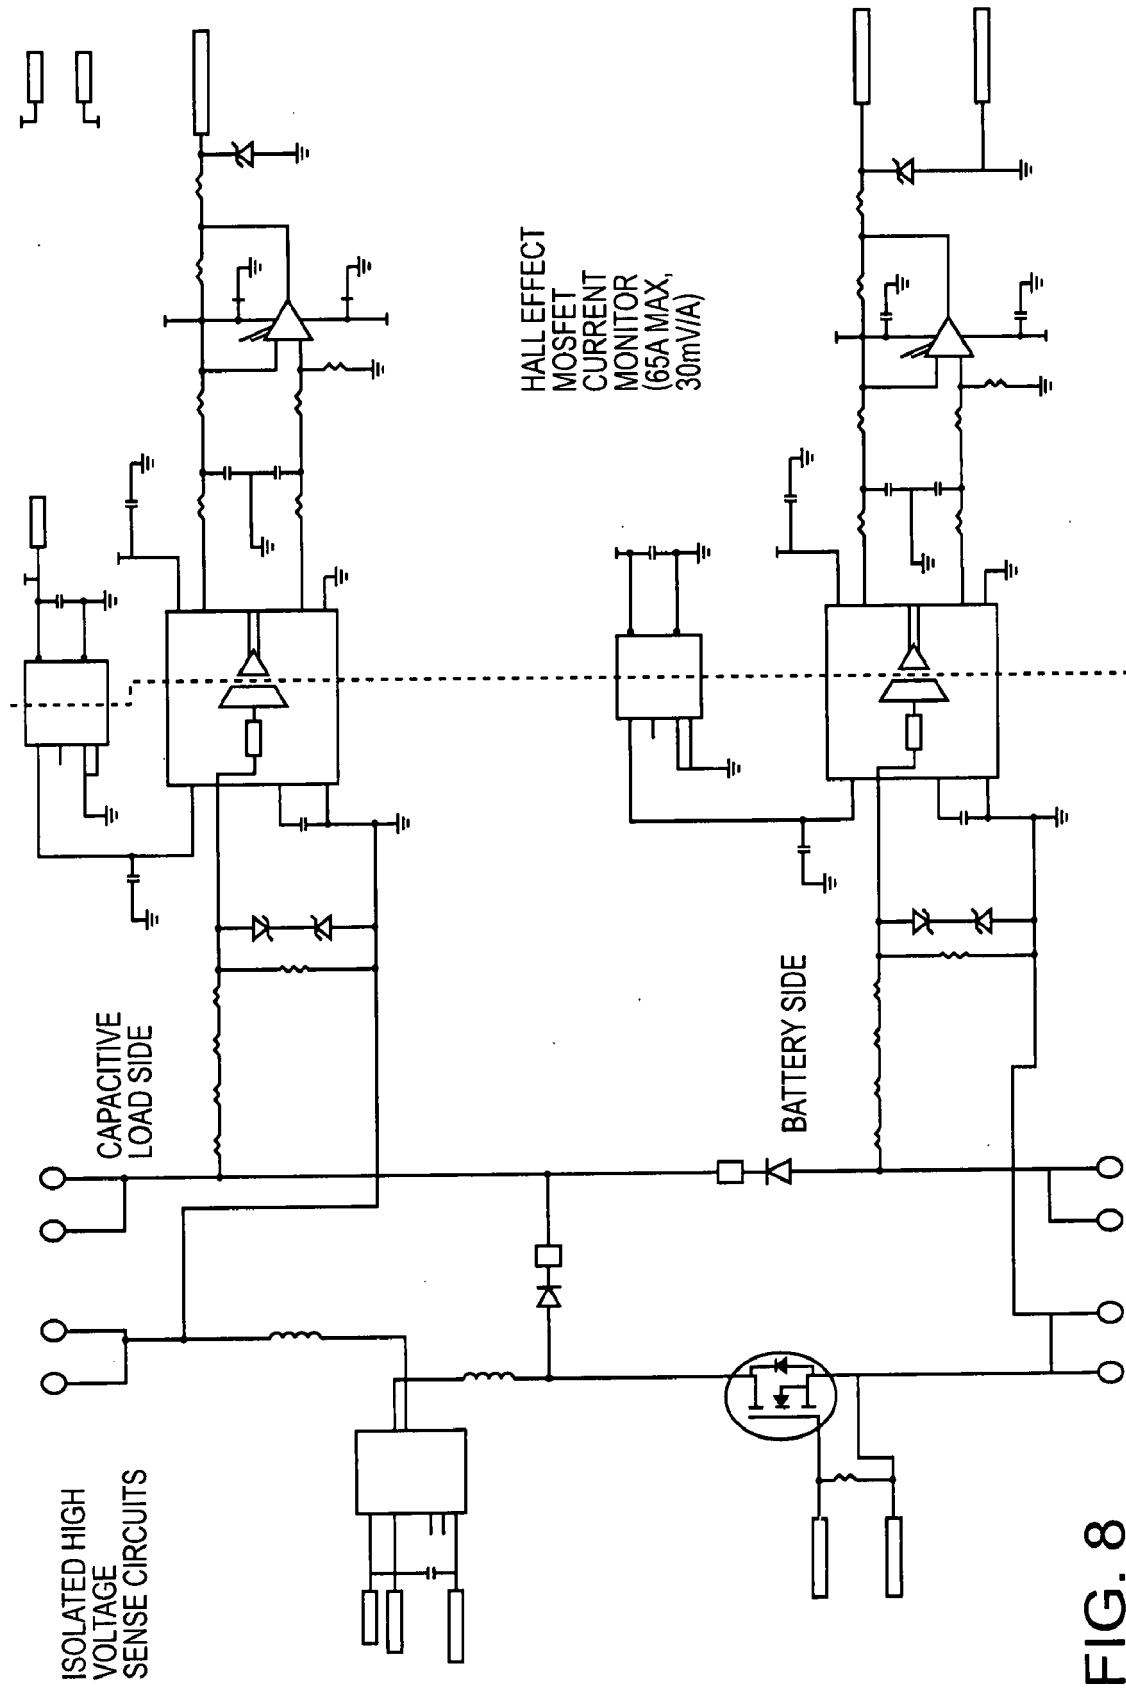 ISOLATED HIGH
VOLTAGE
SENSE CIRCUITS
CAPACITIVE
LOAD SIDE
HALL EFFECT
MOSFET
CURRENT
MONITOR
(65A MAX,
30mV/A)
BATTERY SIDE
FIG. 8